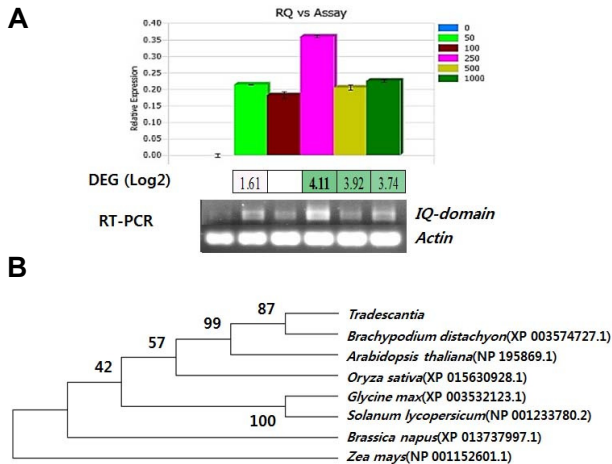 A
RQ vs Assay
Relative Expression
0.40
0.35
0.30
0.25
0.20
0.15
0.10
0.05
0.00
0
50
100
250
500
1000
DEG (Log2) 1.61 4.11 3.92 3.74
RT-PCR
IQ-domain
Actin
B
87
99
57
42
100
Tradescantia
Brachypodium distachyon(XP 003574727.1)
Arabidopsis thaliana(NP 195869.1)
Oryza sativa(XP 015630928.1)
Glycine max(XP 003532123.1)
Solanum lycopersicum(NP 001233780.2)
Brassica napus(XP 013737997.1)
Zea mays(NP 001152601.1)